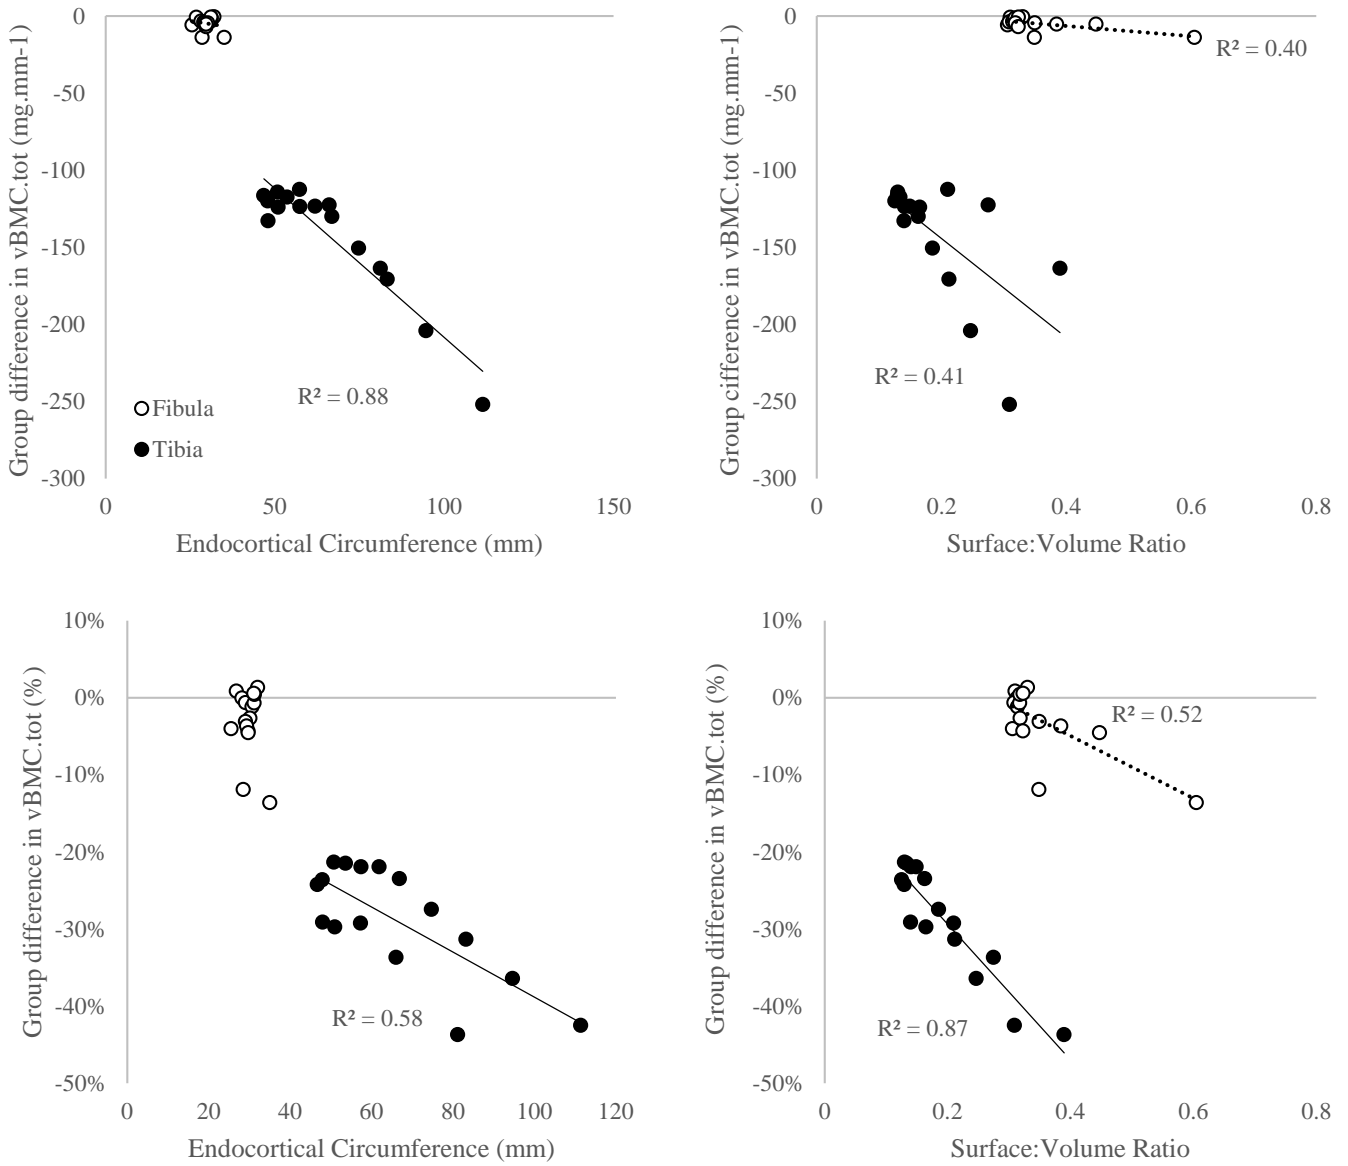 Group difference in vBMC.tot (mg.mm-1)
0
-50
-100
-150
-200
-250
-300
R² = 0.88
Fibula
Tibia
0 50 100 150
Endocortical Circumference (mm)
Group cifference in vBMC.tot (mg.mm-1)
0
-50
-100
-150
-200
-250
-300
R² = 0.40
R² = 0.41
0 0.2 0.4 0.6 0.8
Surface:Volume Ratio
Group difference in vBMC.tot (%)
10%
0%
-10%
-20%
-30%
-40%
-50%
R² = 0.58
0 20 40 60 80 100 120
Endocortical Circumference (mm)
Group difference in vBMC.tot (%)
10%
0%
-10%
-20%
-30%
-40%
-50%
R² = 0.52
R² = 0.87
0 0.2 0.4 0.6 0.8
Surface:Volume Ratio